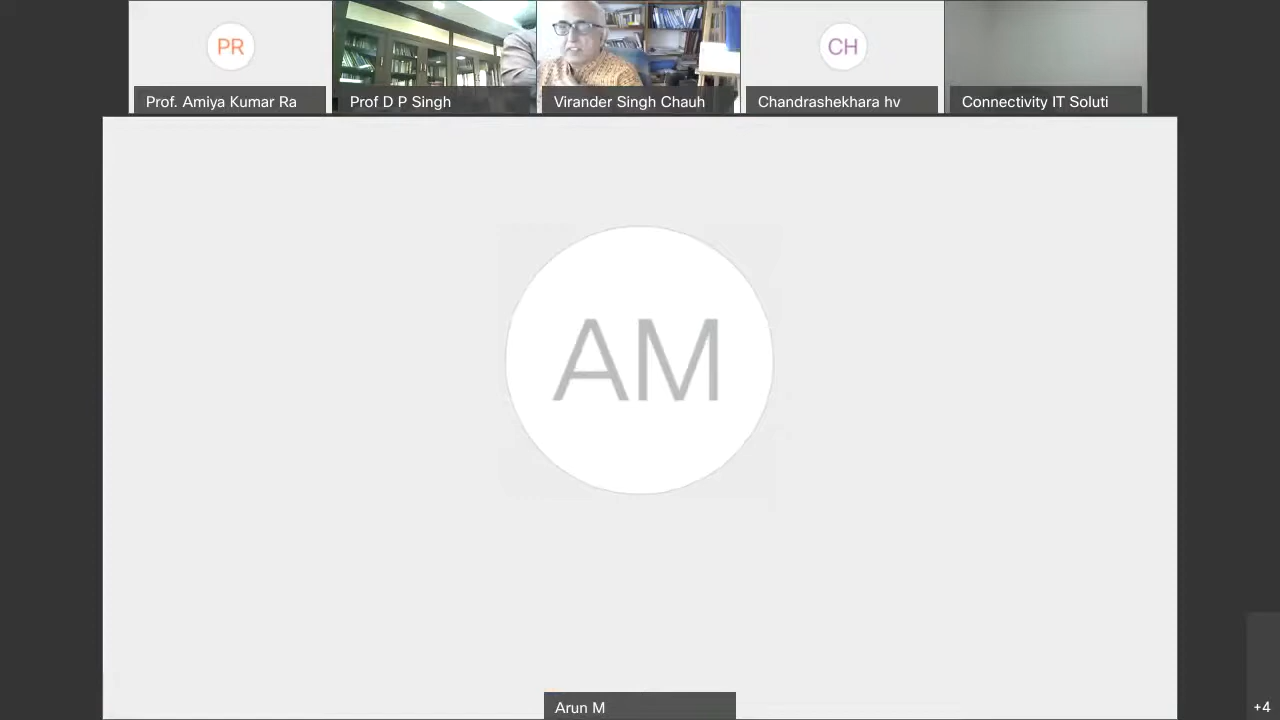 PR
CH
Prof. Amiya Kumar Ra
Prof D P Singh
Virander Singh Chauh
Chandrashekhara hv
Connectivity IT Soluti
AM
Arun M
+4